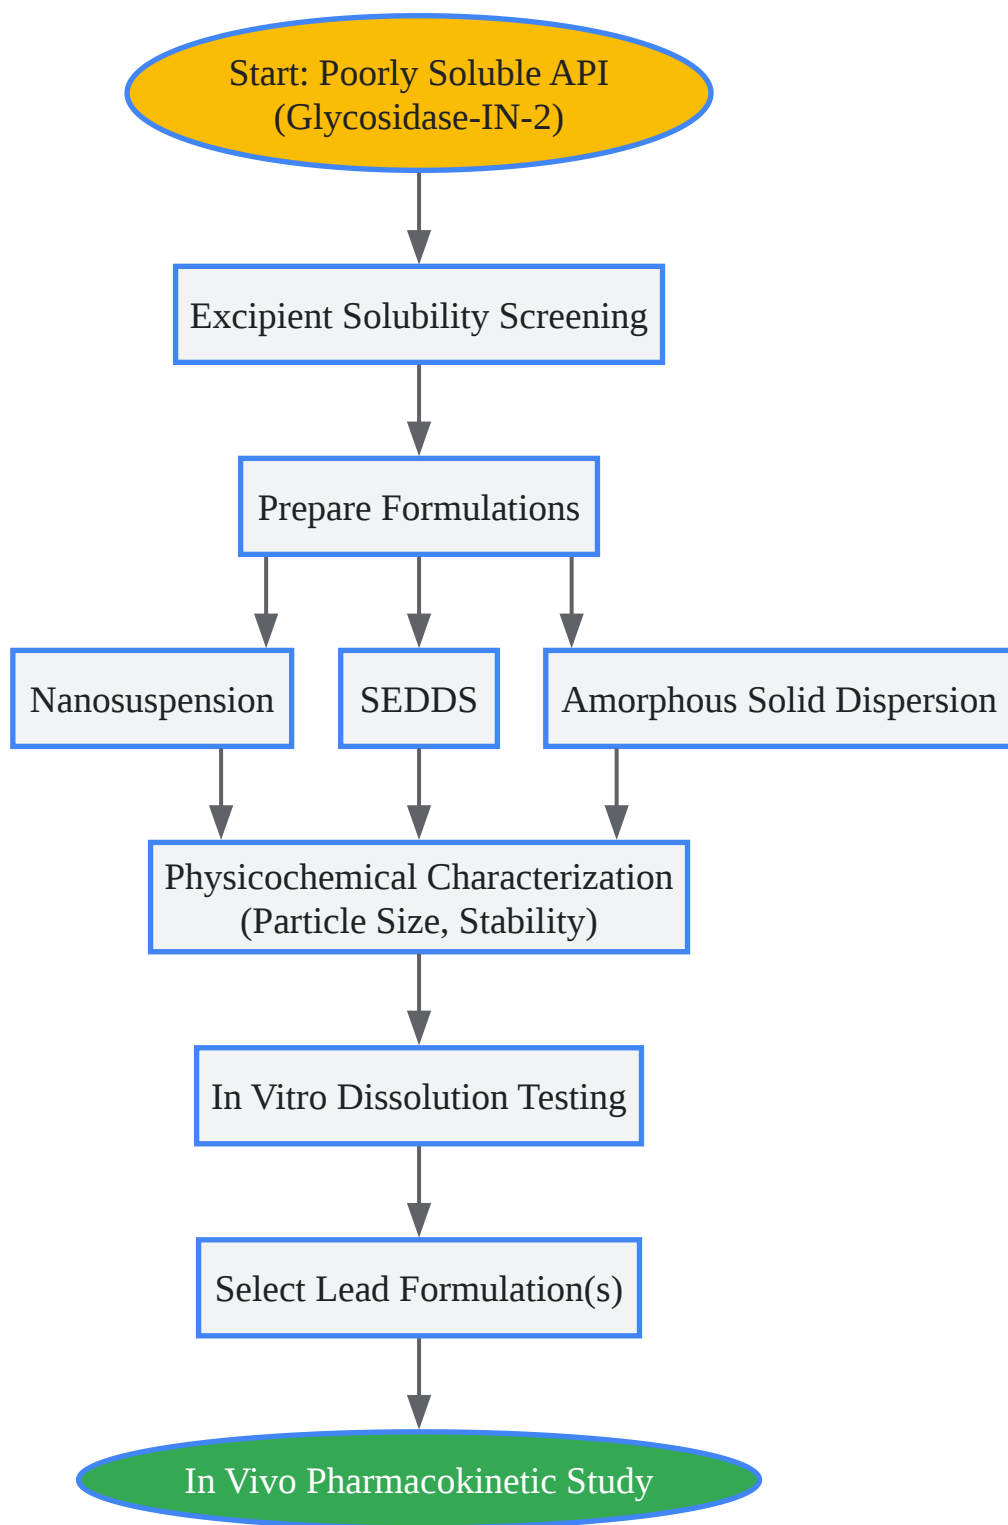 Start: Poorly Soluble API
(Glycosidase-IN-2)
Excipient Solubility Screening
Prepare Formulations
Nanosuspension
SEDDS
Amorphous Solid Dispersion
Physicochemical Characterization
(Particle Size, Stability)
In Vitro Dissolution Testing
Select Lead Formulation(s)
In Vivo Pharmacokinetic Study